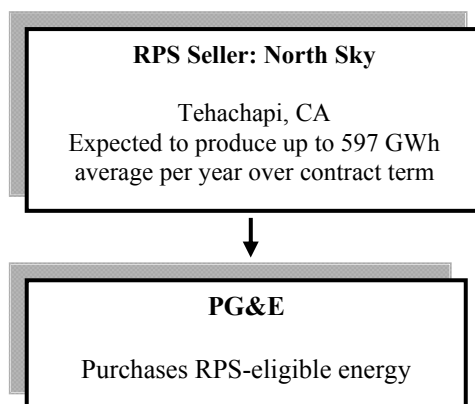 RPS Seller: North Sky
Tehachapi, CA
Expected to produce up to 597 GWh
average per year over contract term
PG&E
Purchases RPS-eligible energy